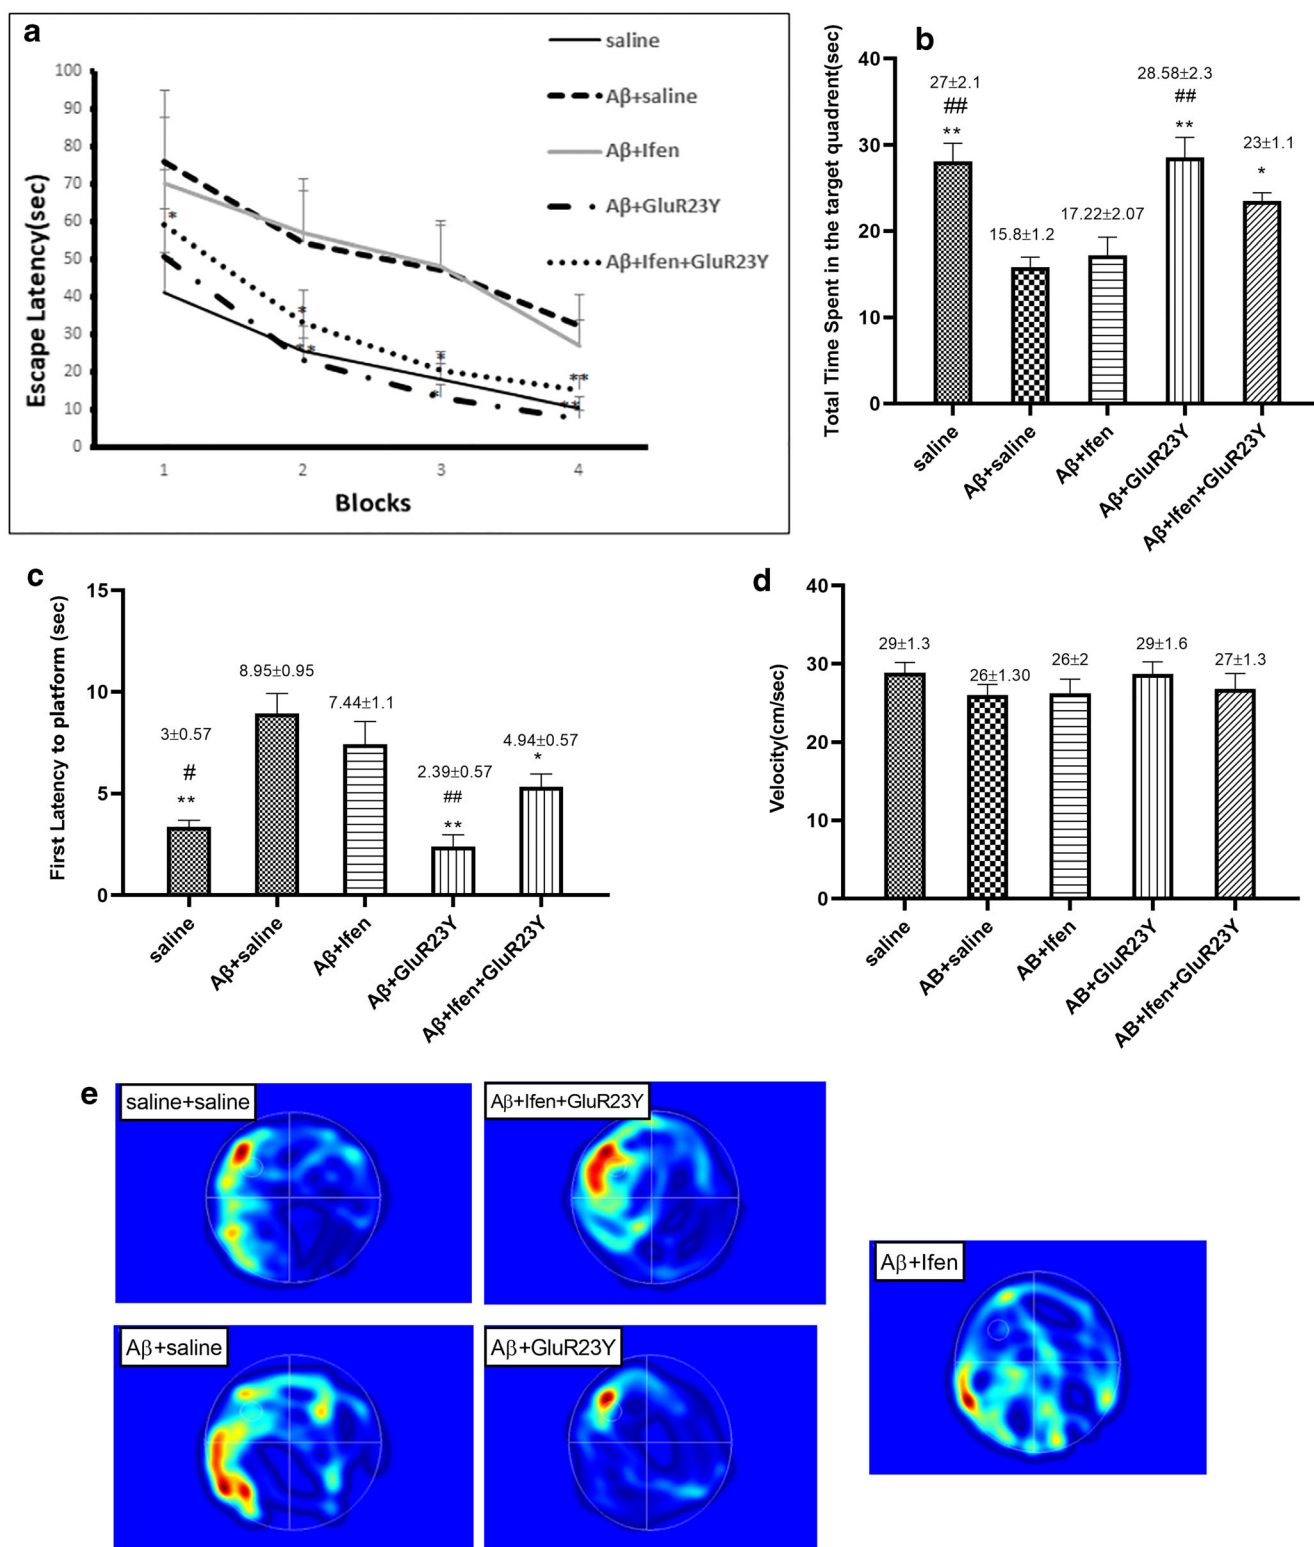 a
saline
Aβ+saline
Aβ+Ifen
Aβ+GluR23Y
Aβ+Ifen+GluR23Y
Escape Latency(sec)
100
90
80
70
60
50
40
30
20
10
0
*
*
**
*
*
**
**
1 2 3 4
Blocks
b
Total Time Spent in the target quadrent(sec)
40
30
20
10
0
27±2.1
##
**
15.8±1.2
17.22±2.07
28.58±2.3
##
**
23±1.1
*
saline
Aβ+saline
Aβ+Ifen
Aβ+GluR23Y
Aβ+Ifen+GluR23Y
c
First Latency to platform (sec)
15
10
5
0
3±0.57
#
**
8.95±0.95
7.44±1.1
2.39±0.57
##
**
4.94±0.57
*
saline
Aβ+saline
Aβ+Ifen
Aβ+GluR23Y
Aβ+Ifen+GluR23Y
d
Velocity(cm/sec)
40
30
20
10
0
29±1.3
26±1.30
26±2
29±1.6
27±1.3
saline
AB+saline
AB+Ifen
AB+GluR23Y
AB+Ifen+GluR23Y
e
saline+saline
Aβ+Ifen+GluR23Y
Aβ+Ifen
Aβ+saline
Aβ+GluR23Y